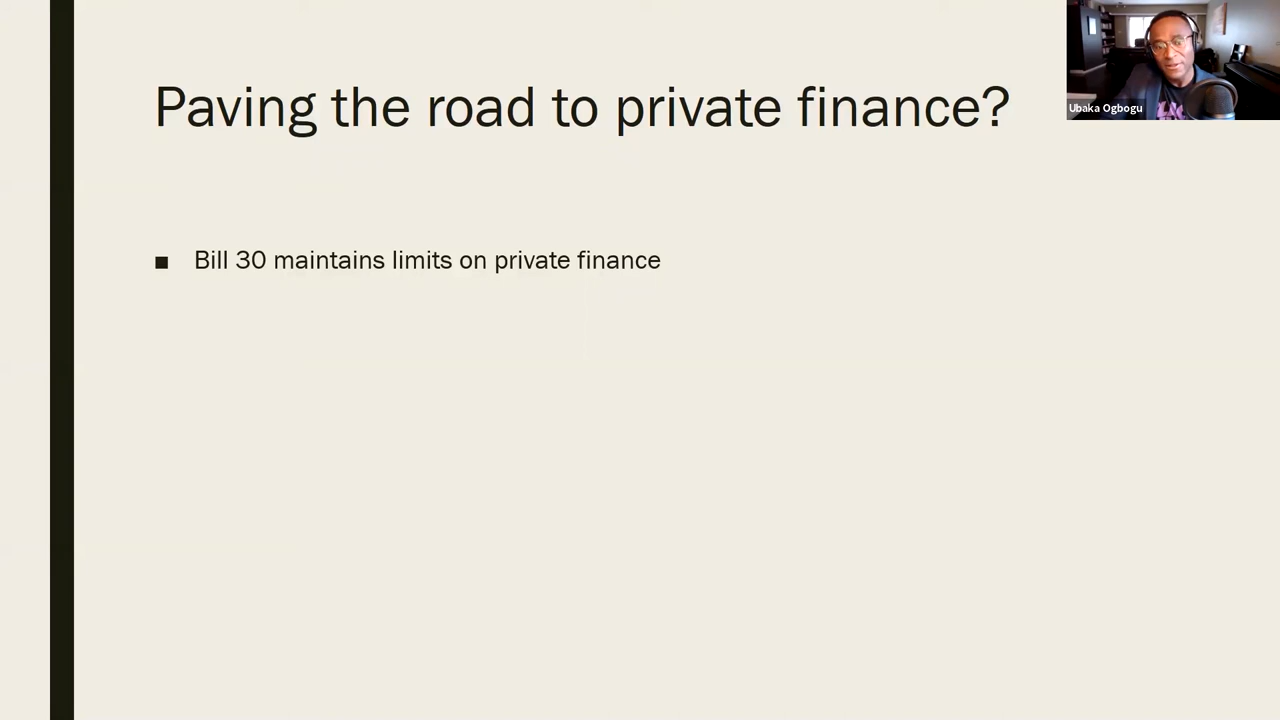 Paving the road to private finance?
Ubaka Ogbogu
■ Bill 30 maintains limits on private finance